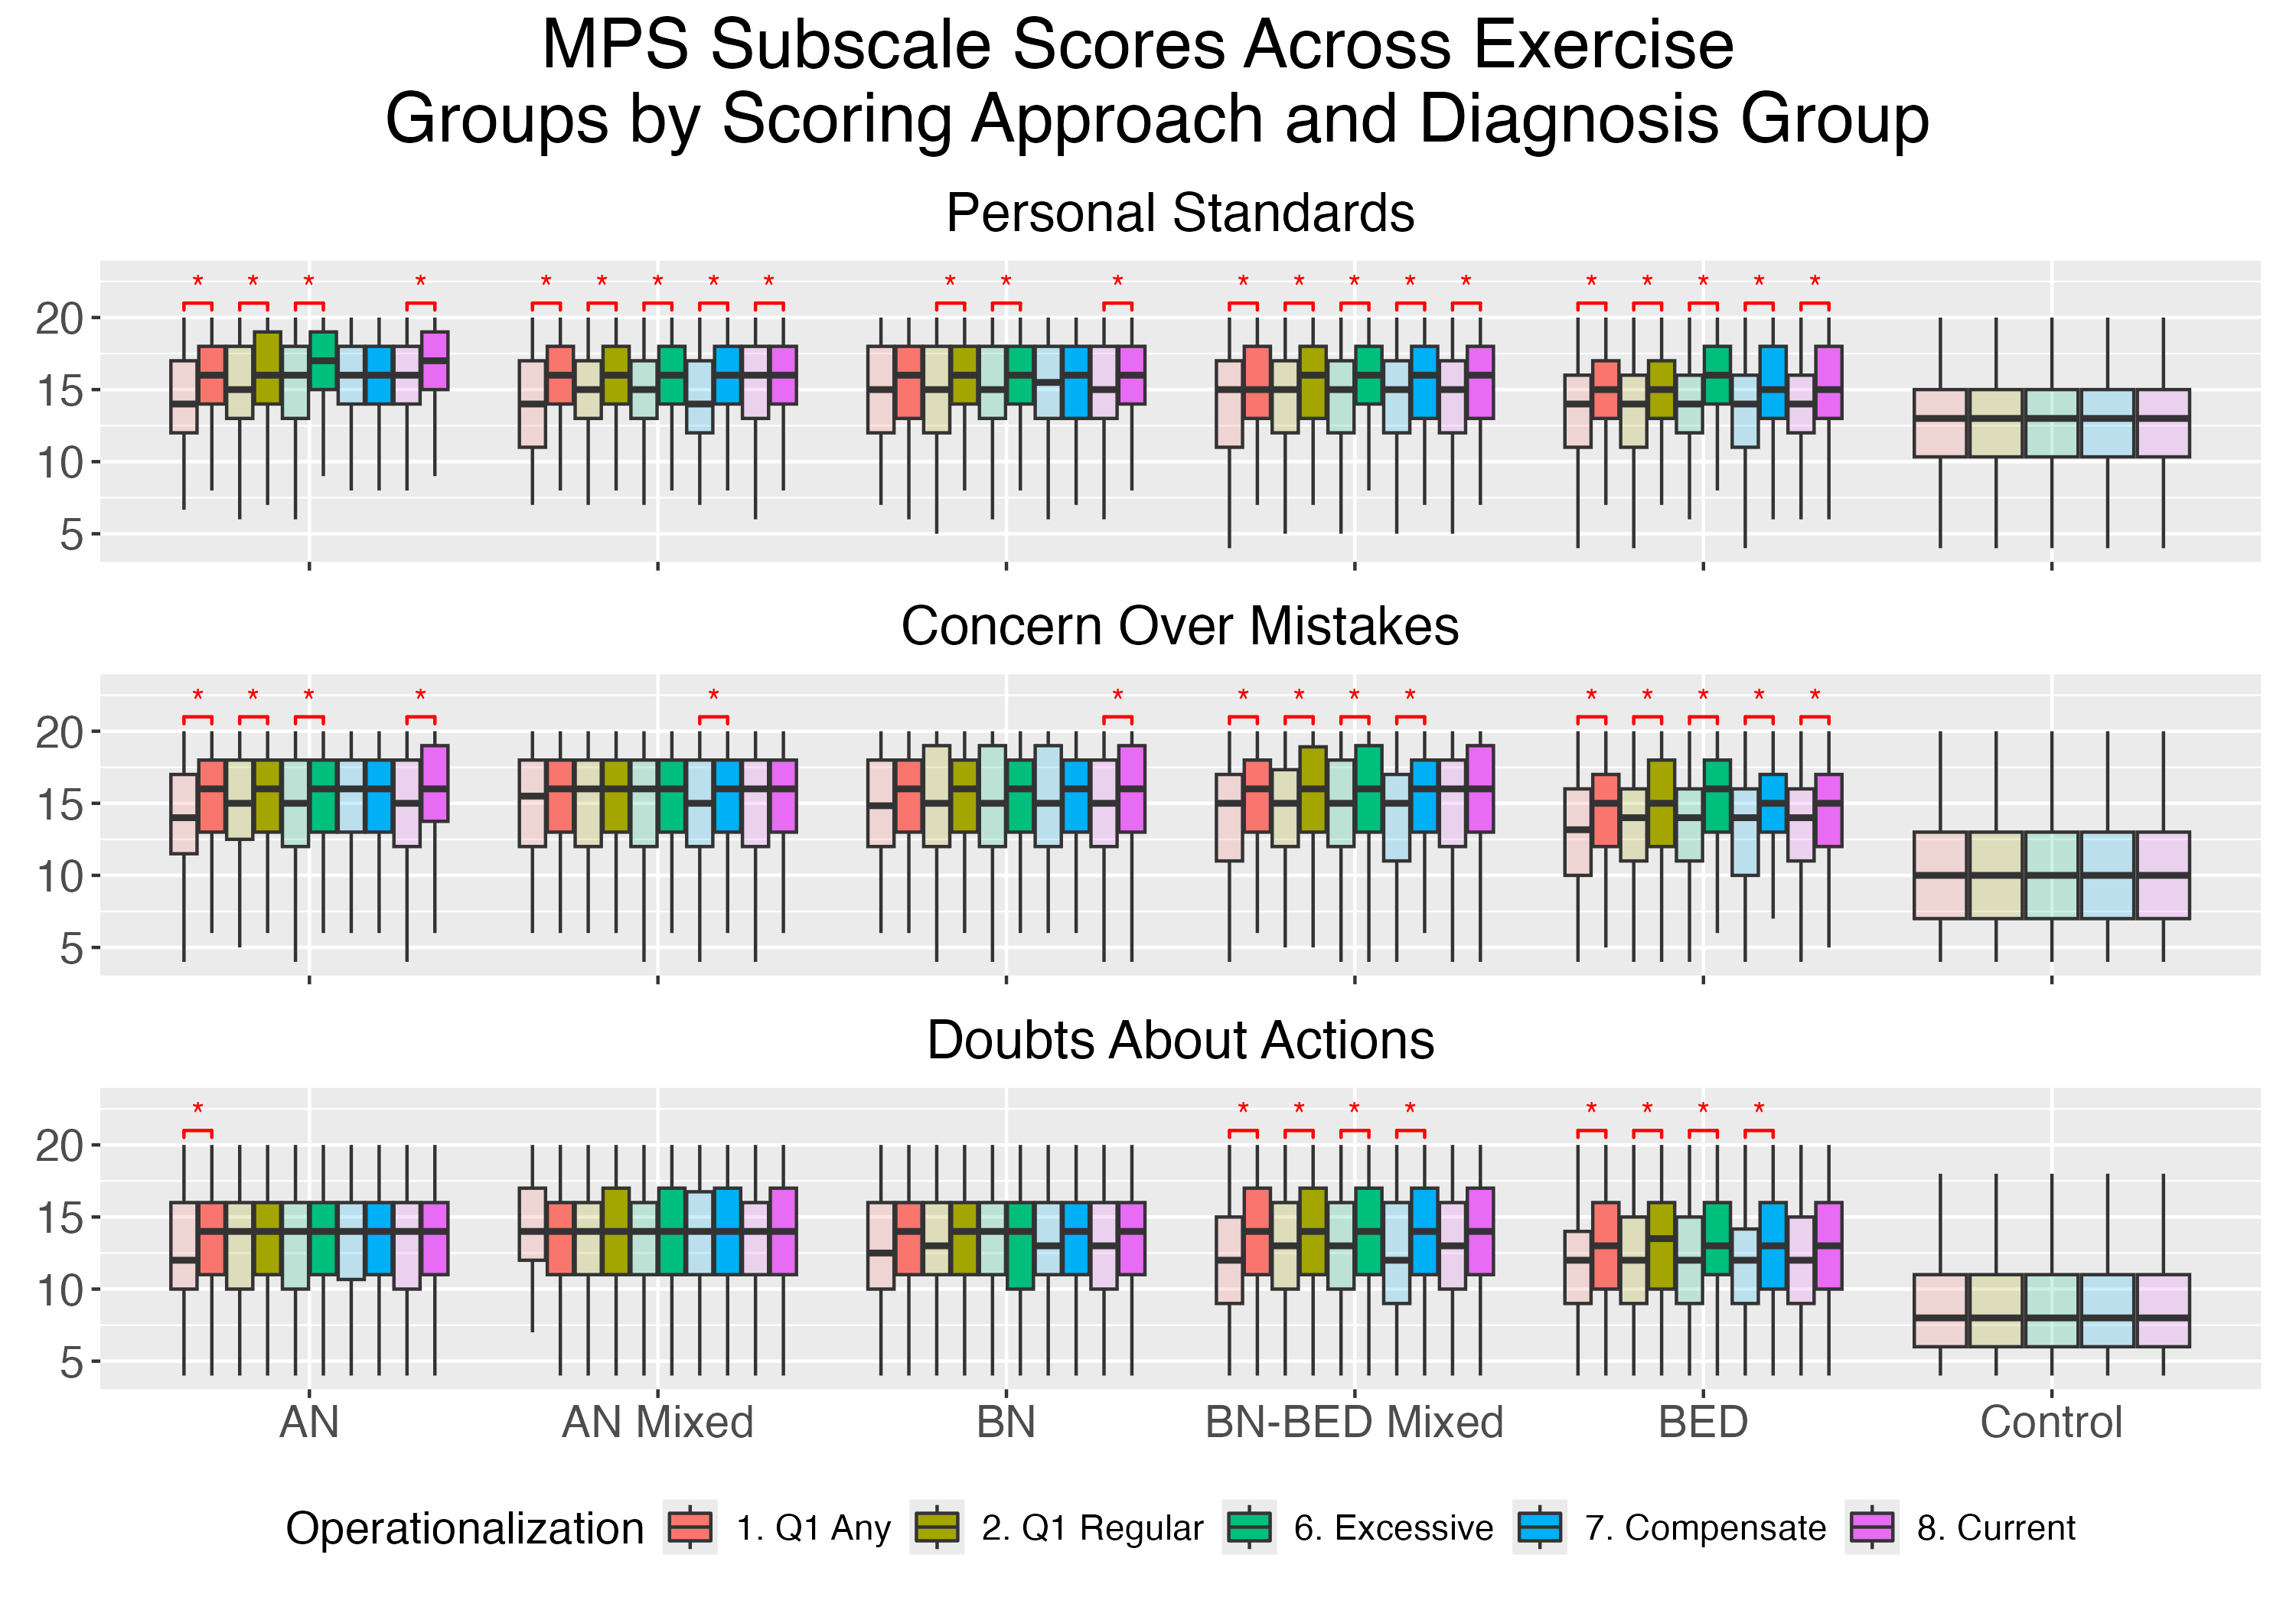 MPS Subscale Scores Across Exercise
Groups by Scoring Approach and Diagnosis Group
Personal Standards
* * * * * * * * * * * * * * * * * * * * * *
20
15
10
5
Concern Over Mistakes
* * * * * * * * * * * * * * *
20
15
10
5
Doubts About Actions
* * * * * * * * *
20
15
10
5
AN AN Mixed BN BN-BED Mixed BED Control
Operationalization 1. Q1 Any 2. Q1 Regular 6. Excessive 7. Compensate 8. Current